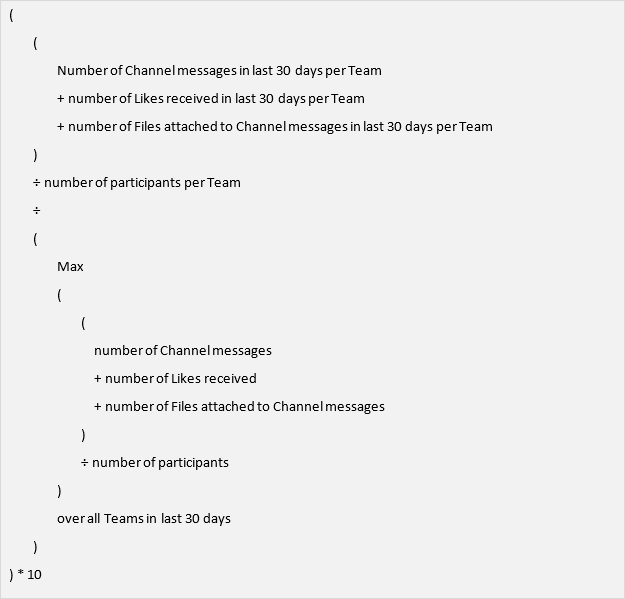 (
(
Number of Channel messages in last 30 days per Team
+ number of Likes received in last 30 days per Team
+ number of Files attached to Channel messages in last 30 days per Team
)
÷ number of participants per Team
÷
(
Max
(
(
number of Channel messages
+ number of Likes received
+ number of Files attached to Channel messages
)
÷ number of participants
)
over all Teams in last 30 days
)
) * 10